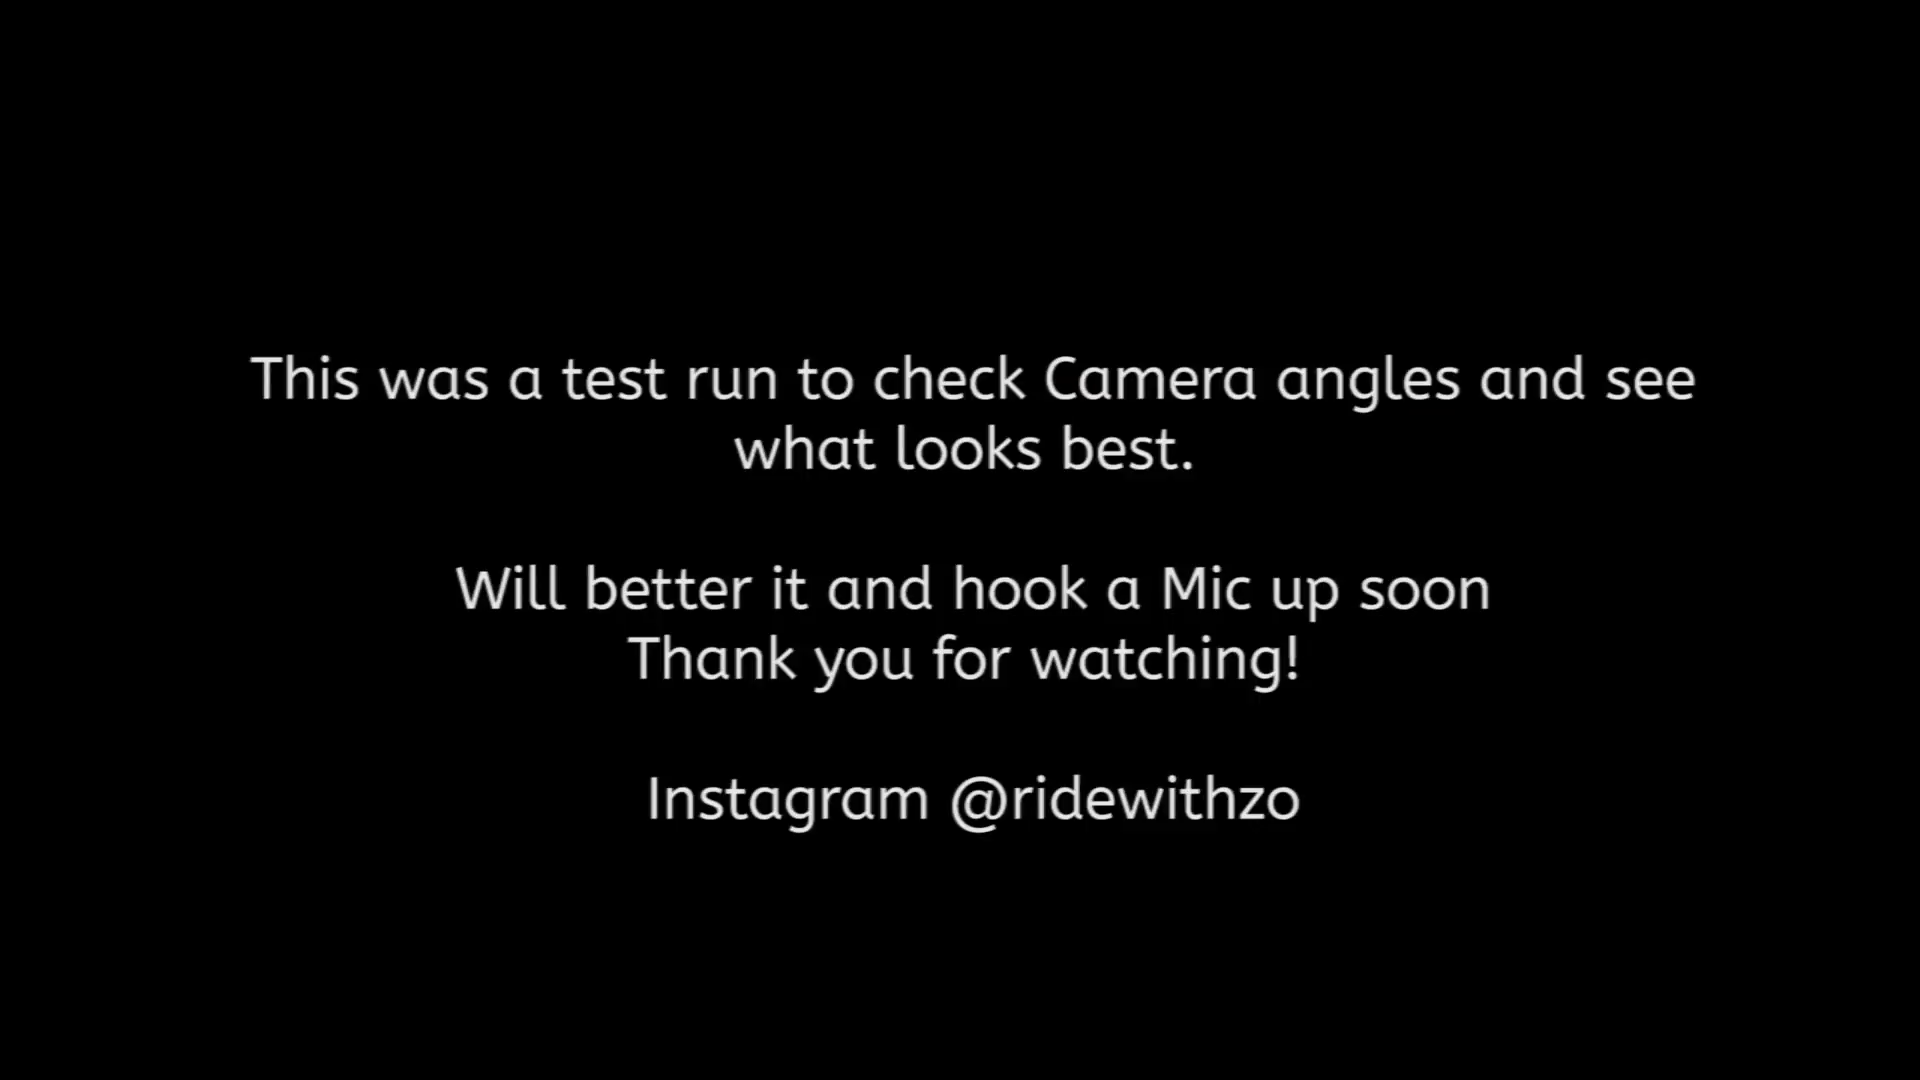 This was a test run to check Camera angles and see
what looks best.
Will better it and hook a Mic up soon
Thank you for watching!
Instagram @ridewithzo